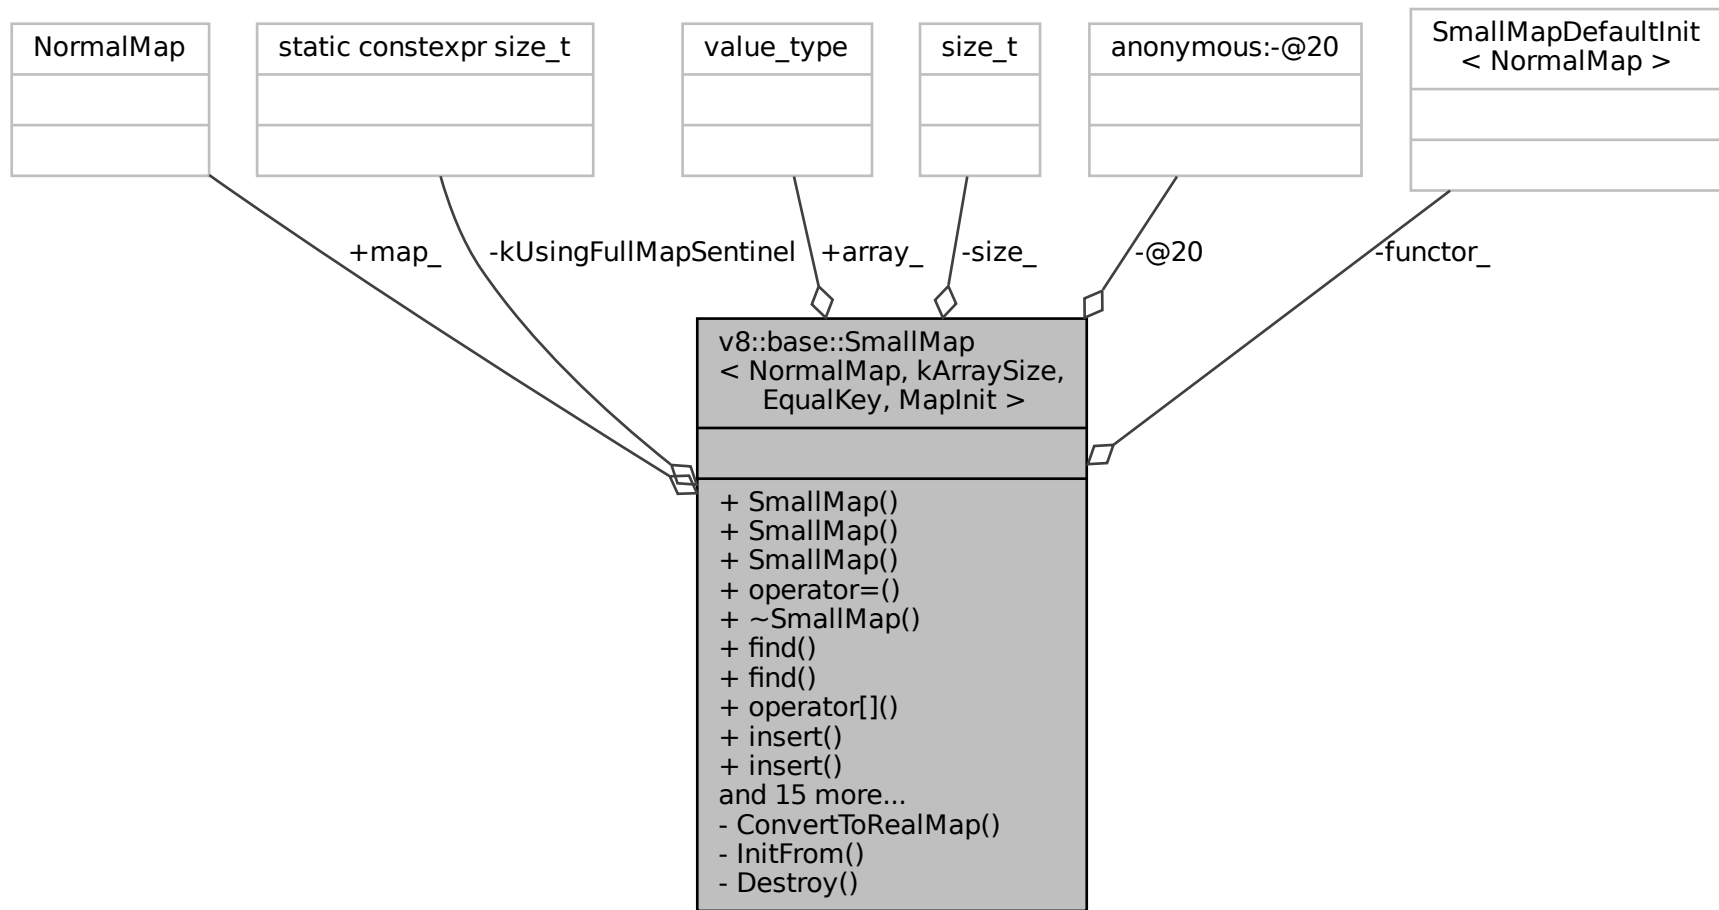 NormalMap
static constexpr size_t
value_type
size_t
anonymous:-@20
SmallMapDefaultInit
< NormalMap >
+map_
-kUsingFullMapSentinel
+array_
-size_
-@20
-functor_
v8::base::SmallMap
< NormalMap, kArraySize,
EqualKey, MapInit >
+ SmallMap()
+ SmallMap()
+ SmallMap()
+ operator=()
+ ~SmallMap()
+ find()
+ find()
+ operator[]()
+ insert()
+ insert()
and 15 more...
- ConvertToRealMap()
- InitFrom()
- Destroy()